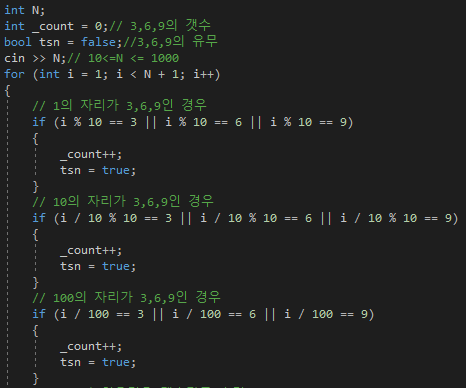 int N;
int _count = 0;// 3,6,9의 갯수
bool tsn = false;//3,6,9의 유무
cin >> N;// 10<=N <= 1000
for (int i = 1; i < N + 1; i++)
{
// 1의 자리가 3,6,9인 경우
if (i % 10 == 3 || i % 10 == 6 || i % 10 == 9)
{
_count++;
tsn = true;
}
// 10의 자리가 3,6,9인 경우
if (i / 10 % 10 == 3 || i / 10 % 10 == 6 || i / 10 % 10 == 9)
{
_count++;
tsn = true;
}
// 100의 자리가 3,6,9인 경우
if (i / 100 == 3 || i / 100 == 6 || i / 100 == 9)
{
_count++;
tsn = true;
}